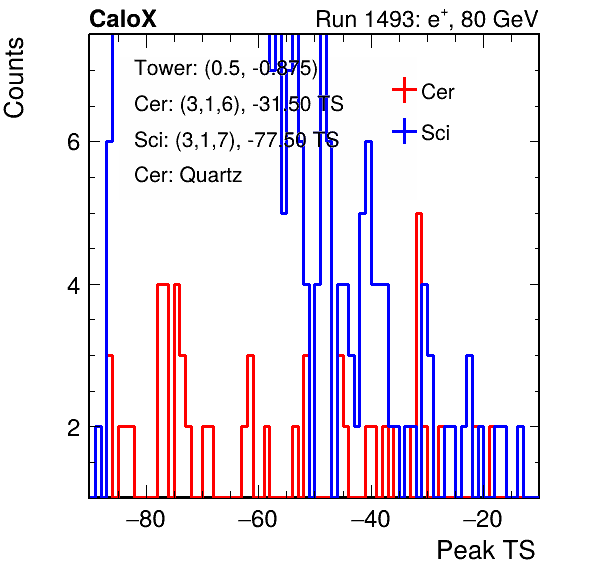 CaloX Run 1493: e⁺, 80 GeV
Counts
Tower: (0.5, -0.875)
Cer: (3,1,6), -31.50 TS
Sci: (3,1,7), -77.50 TS
Cer: Quartz
Cer
Sci
6
4
2
−80 −60 −40 −20
Peak TS